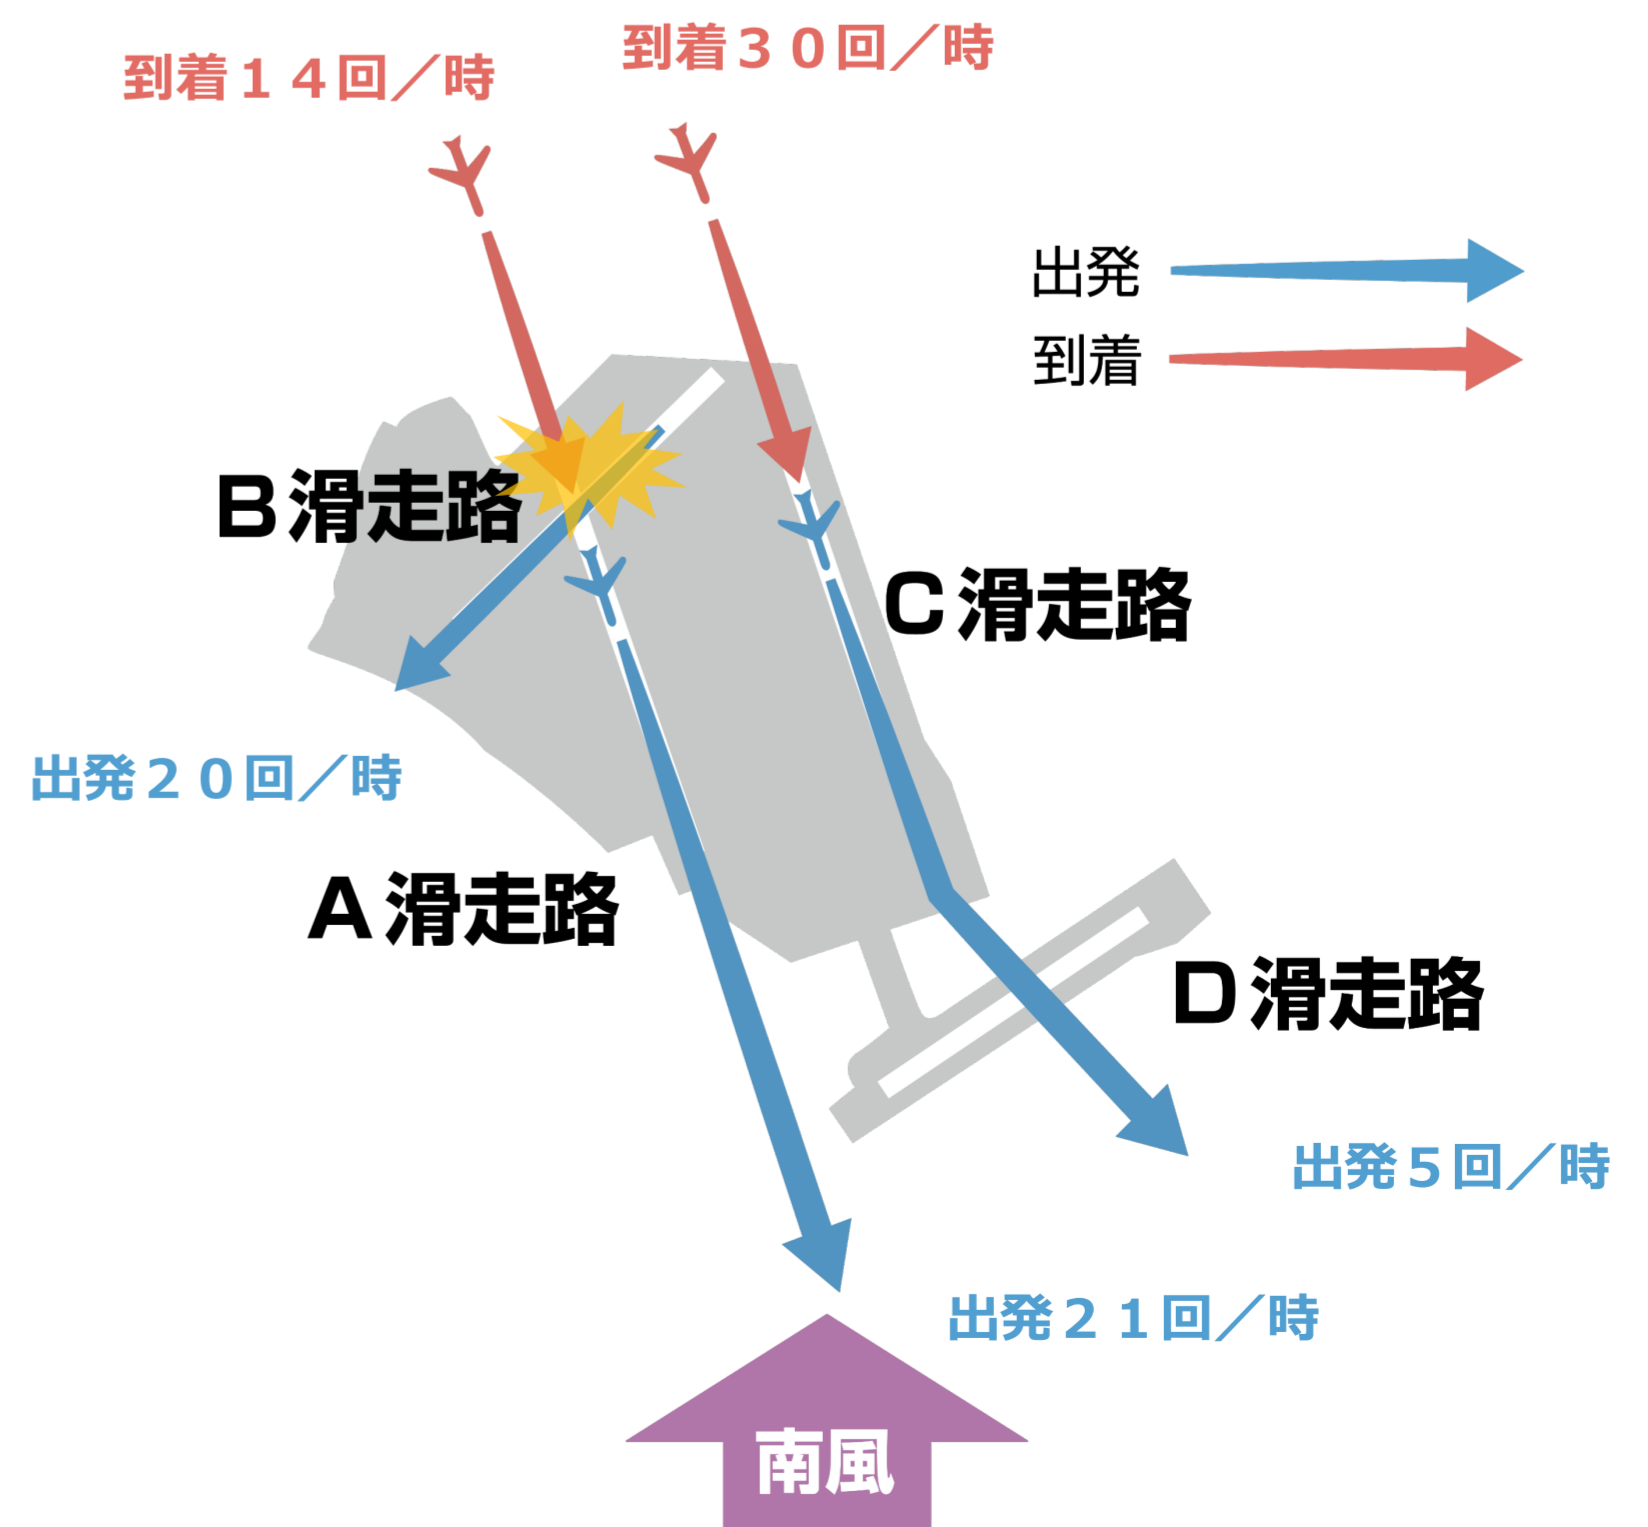 到着３０回／時
到着１４回／時
出発
到着
Ｂ滑走路
Ｃ滑走路
出発２０回／時
Ａ滑走路
Ｄ滑走路
出発５回／時
出発２１回／時
南風